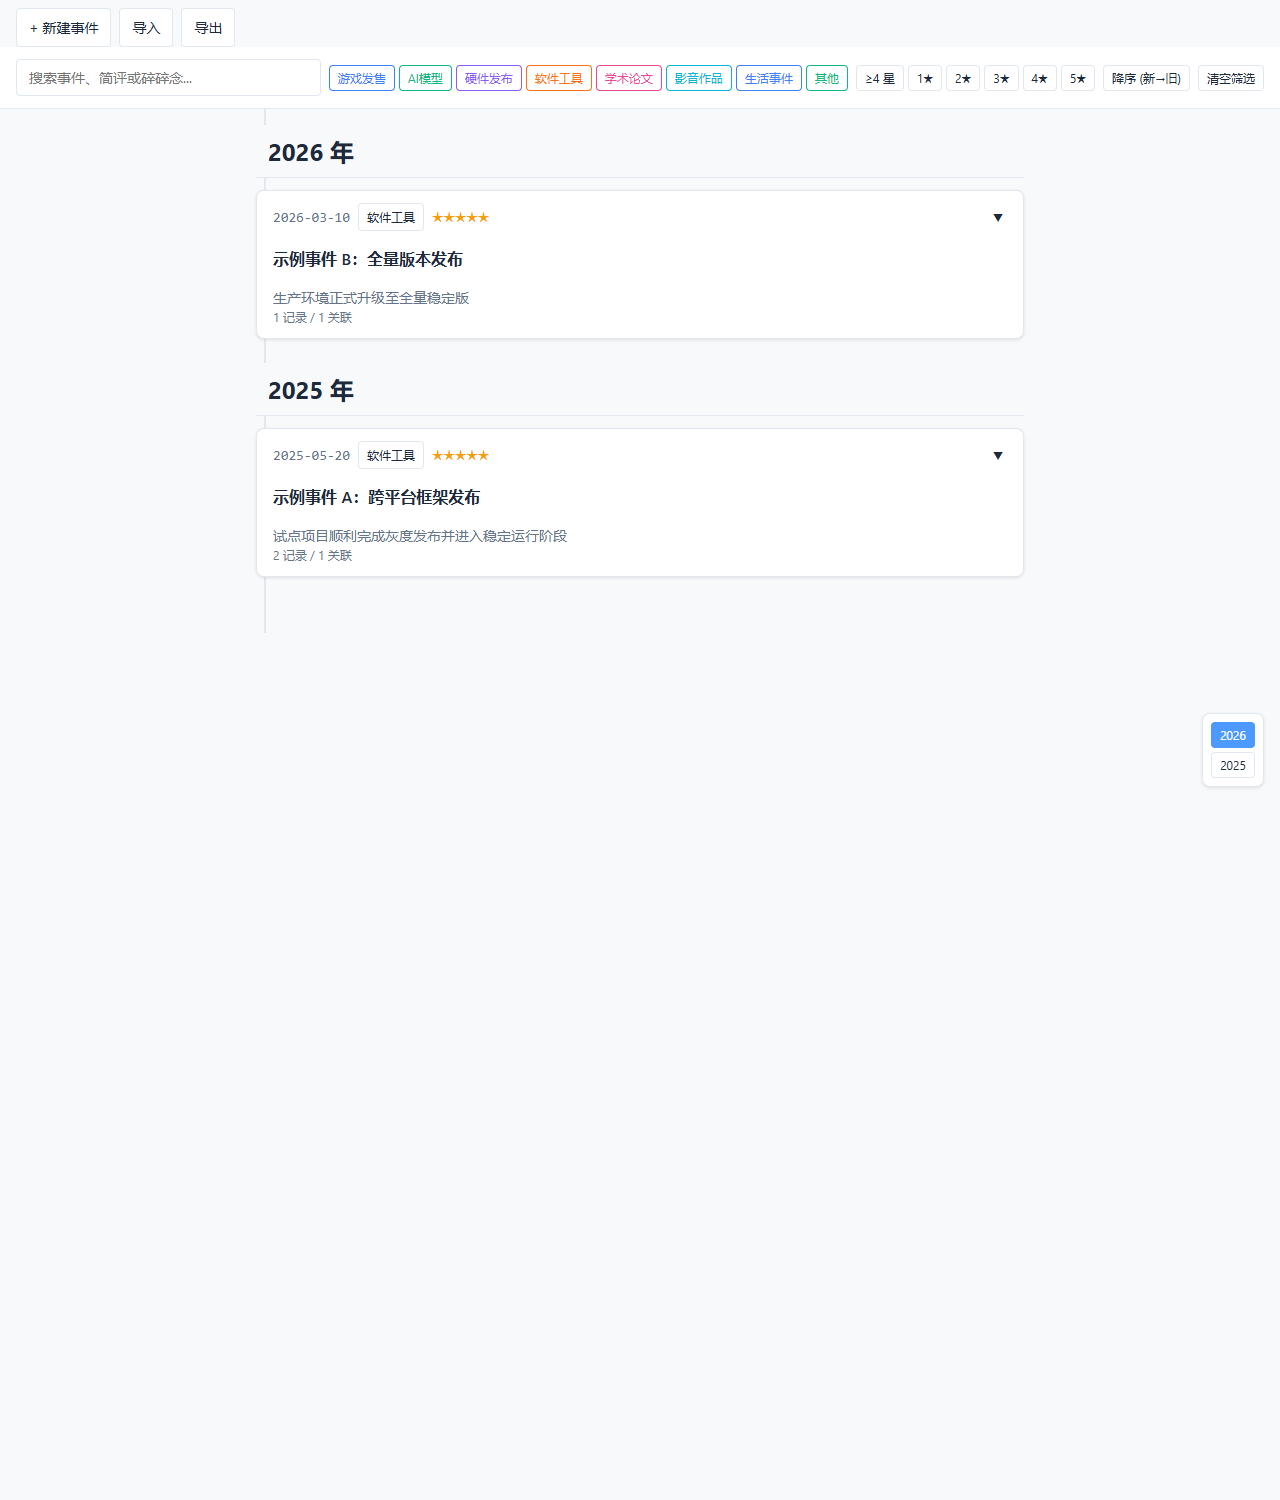 + 新建事件 导入 导出
搜索事件、简评或碎碎念... 游戏发售 AI模型 硬件发布 软件工具 学术论文 影音作品 生活事件 其他 ≥4 星 1★ 2★ 3★ 4★ 5★ 降序 (新→旧) 清空筛选
2026 年
2026-03-10 软件工具 ★★★★★ ▼
示例事件 B：全量版本发布
生产环境正式升级至全量稳定版
1 记录 / 1 关联
2025 年
2025-05-20 软件工具 ★★★★★ ▼
示例事件 A：跨平台框架发布
试点项目顺利完成灰度发布并进入稳定运行阶段
2 记录 / 1 关联
2026
2025